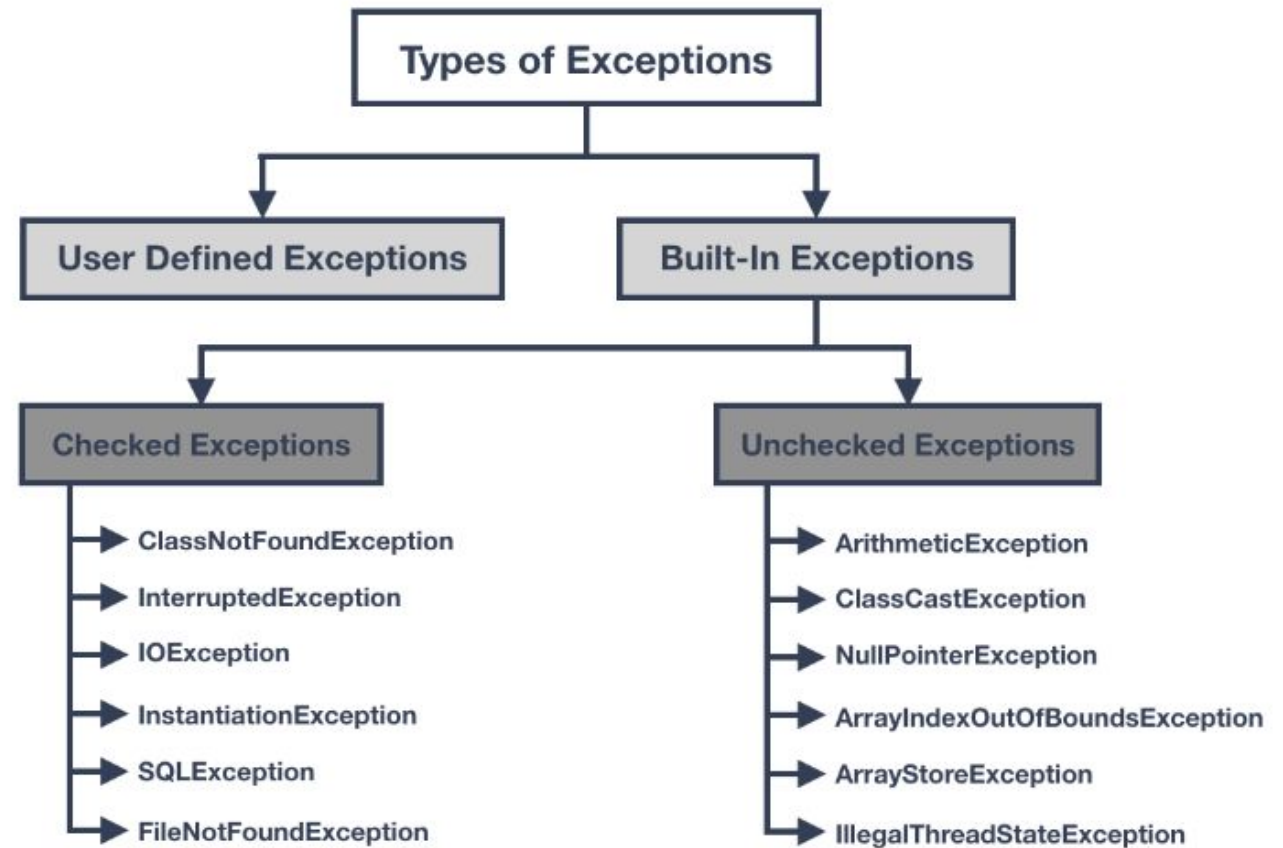 Types of Exceptions
User Defined Exceptions
Built-In Exceptions
Checked Exceptions
Unchecked Exceptions
ClassNotFoundException
InterruptedException
IOException
InstantiationException
SQLException
FileNotFoundException
ArithmeticException
ClassCastException
NullPointerException
ArrayIndexOutOfBoundsException
ArrayStoreException
IllegalThreadStateException